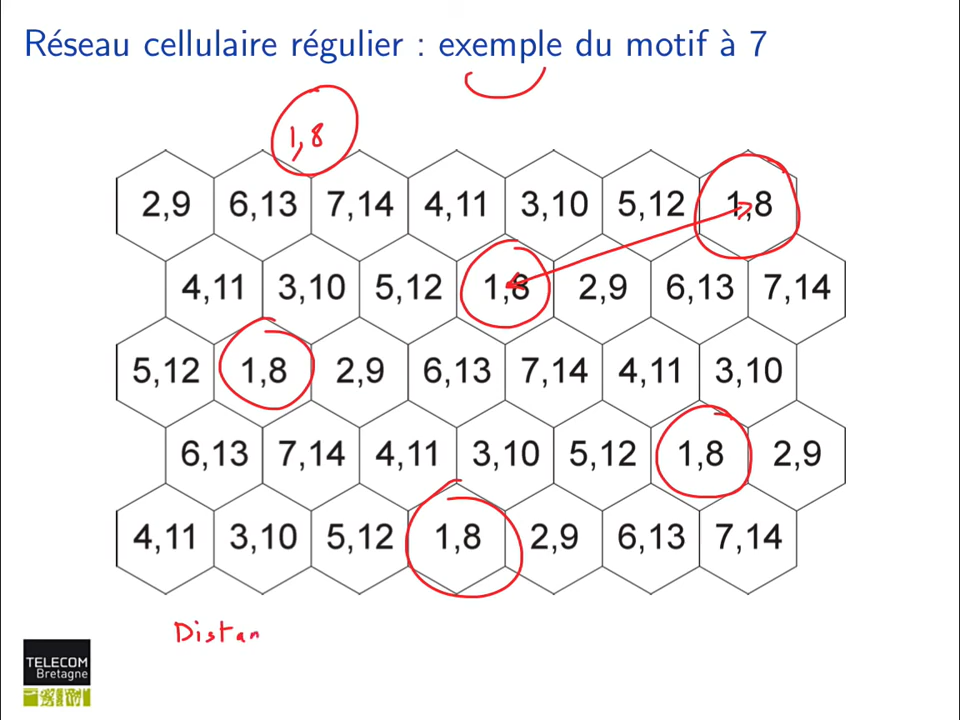 Réseau cellulaire régulier : exemple du motif à 7
1,8
2,9 6,13 7,14 4,11 3,10 5,12 1,8
4,11 3,10 5,12 1,8 2,9 6,13 7,14
5,12 1,8 2,9 6,13 7,14 4,11 3,10
6,13 7,14 4,11 3,10 5,12 1,8 2,9
4,11 3,10 5,12 1,8 2,9 6,13 7,14
Distan
TELECOM
Bretagne